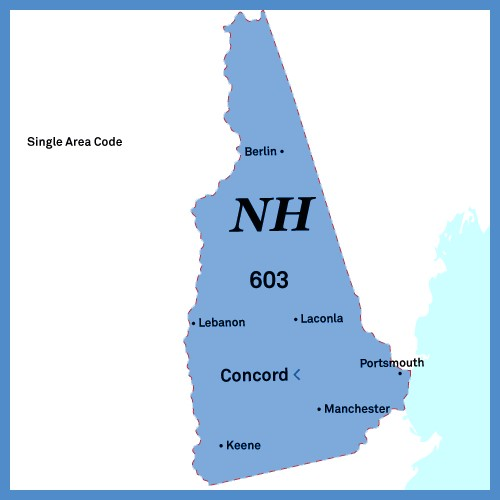 Single Area Code
Berlin
NH
603
Lebanon
Laconla
Portsmouth
Concord
Manchester
Keene